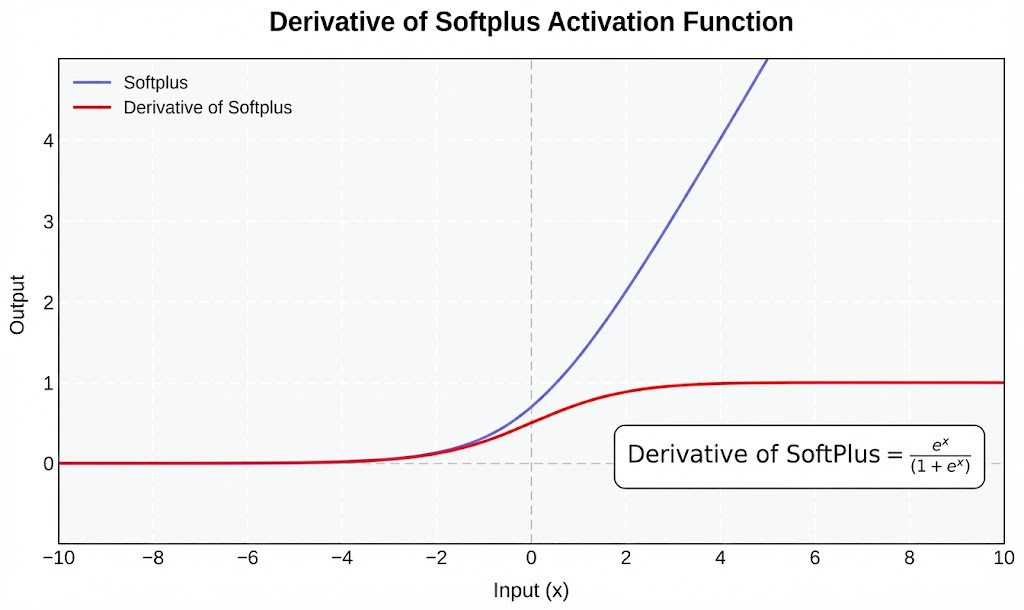 Derivative of Softplus Activation Function
Softplus
Derivative of Softplus
4
3
2
1
0
Output
Derivative of SoftPlus = e^x / (1 + e^x)
−10 −8 −6 −4 −2 0 2 4 6 8 10
Input (x)